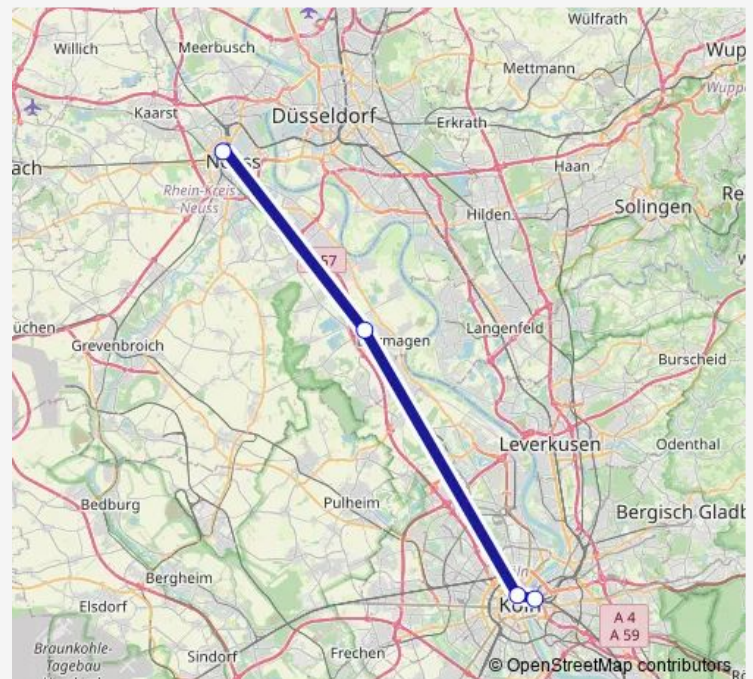 Wülfrath
Willich
Meerbusch
Wup
Mettmann
Wuppe
Kaarst
Düsseldorf
Erkrath
ach
Haan
Rhein-Kreis
Neuss
Re
Solingen
Hilden
57
üchen
Grevenbroich
Langenfeld
Burscheid
Leverkusen
Odenthal
Bedburg
Pulheim
Bergisch Gladb
Bergheim
Elsdorf
Köln
A 4
A 59
Braunkohle-
Tagebau
Sindorf
Frechen
© OpenStreetMap contributors